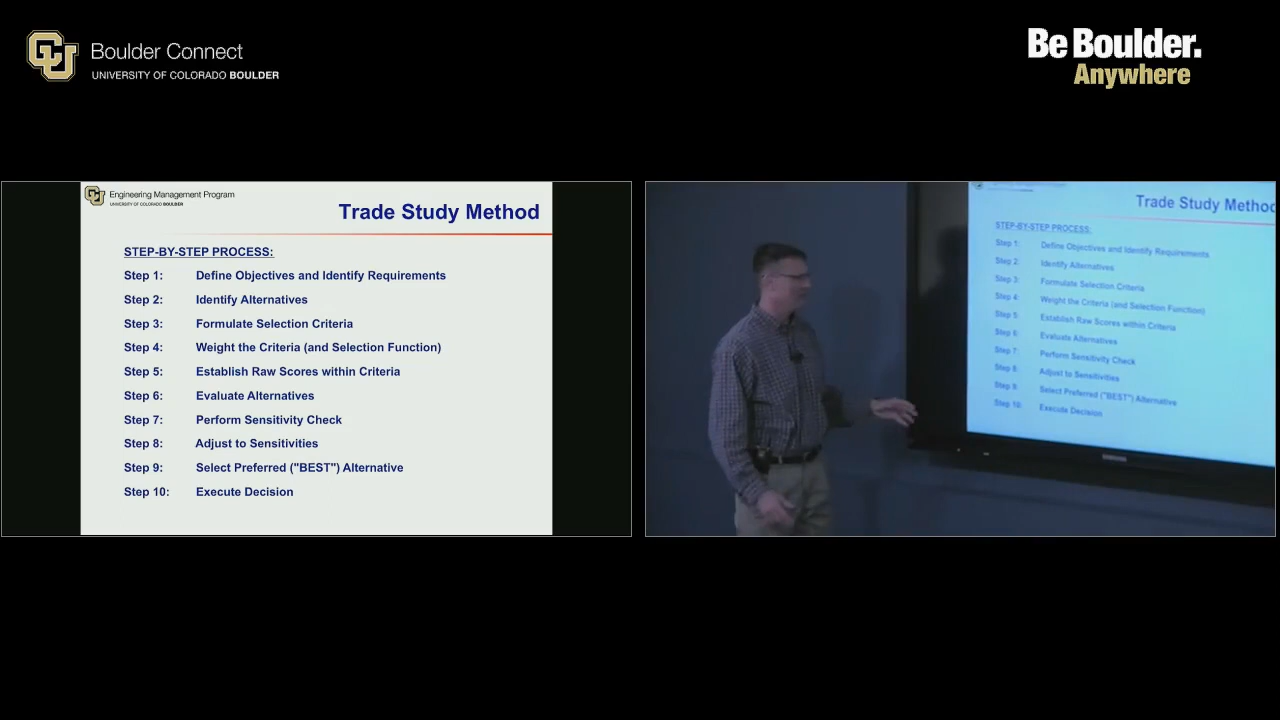 Boulder Connect
UNIVERSITY OF COLORADO BOULDER
Be Boulder.
Anywhere
Engineering Management Program
UNIVERSITY OF COLORADO BOULDER
Trade Study Method
STEP-BY-STEP PROCESS:
Step 1: Define Objectives and Identify Requirements
Step 2: Identify Alternatives
Step 3: Formulate Selection Criteria
Step 4: Weight the Criteria (and Selection Function)
Step 5: Establish Raw Scores within Criteria
Step 6: Evaluate Alternatives
Step 7: Perform Sensitivity Check
Step 8: Adjust to Sensitivities
Step 9: Select Preferred ("BEST") Alternative
Step 10: Execute Decision
Trade Study Method
STEP-BY-STEP PROCESS:
Step 1: Define Objectives and Identify Requirements
Step 2: Identify Alternatives
Step 3: Formulate Selection Criteria
Step 4: Weight the Criteria (and Selection Function)
Step 5: Establish Raw Scores within Criteria
Step 6: Evaluate Alternatives
Step 7: Perform Sensitivity Check
Step 8: Adjust to Sensitivities
Step 9: Select Preferred ("BEST") Alternative
Step 10: Execute Decision